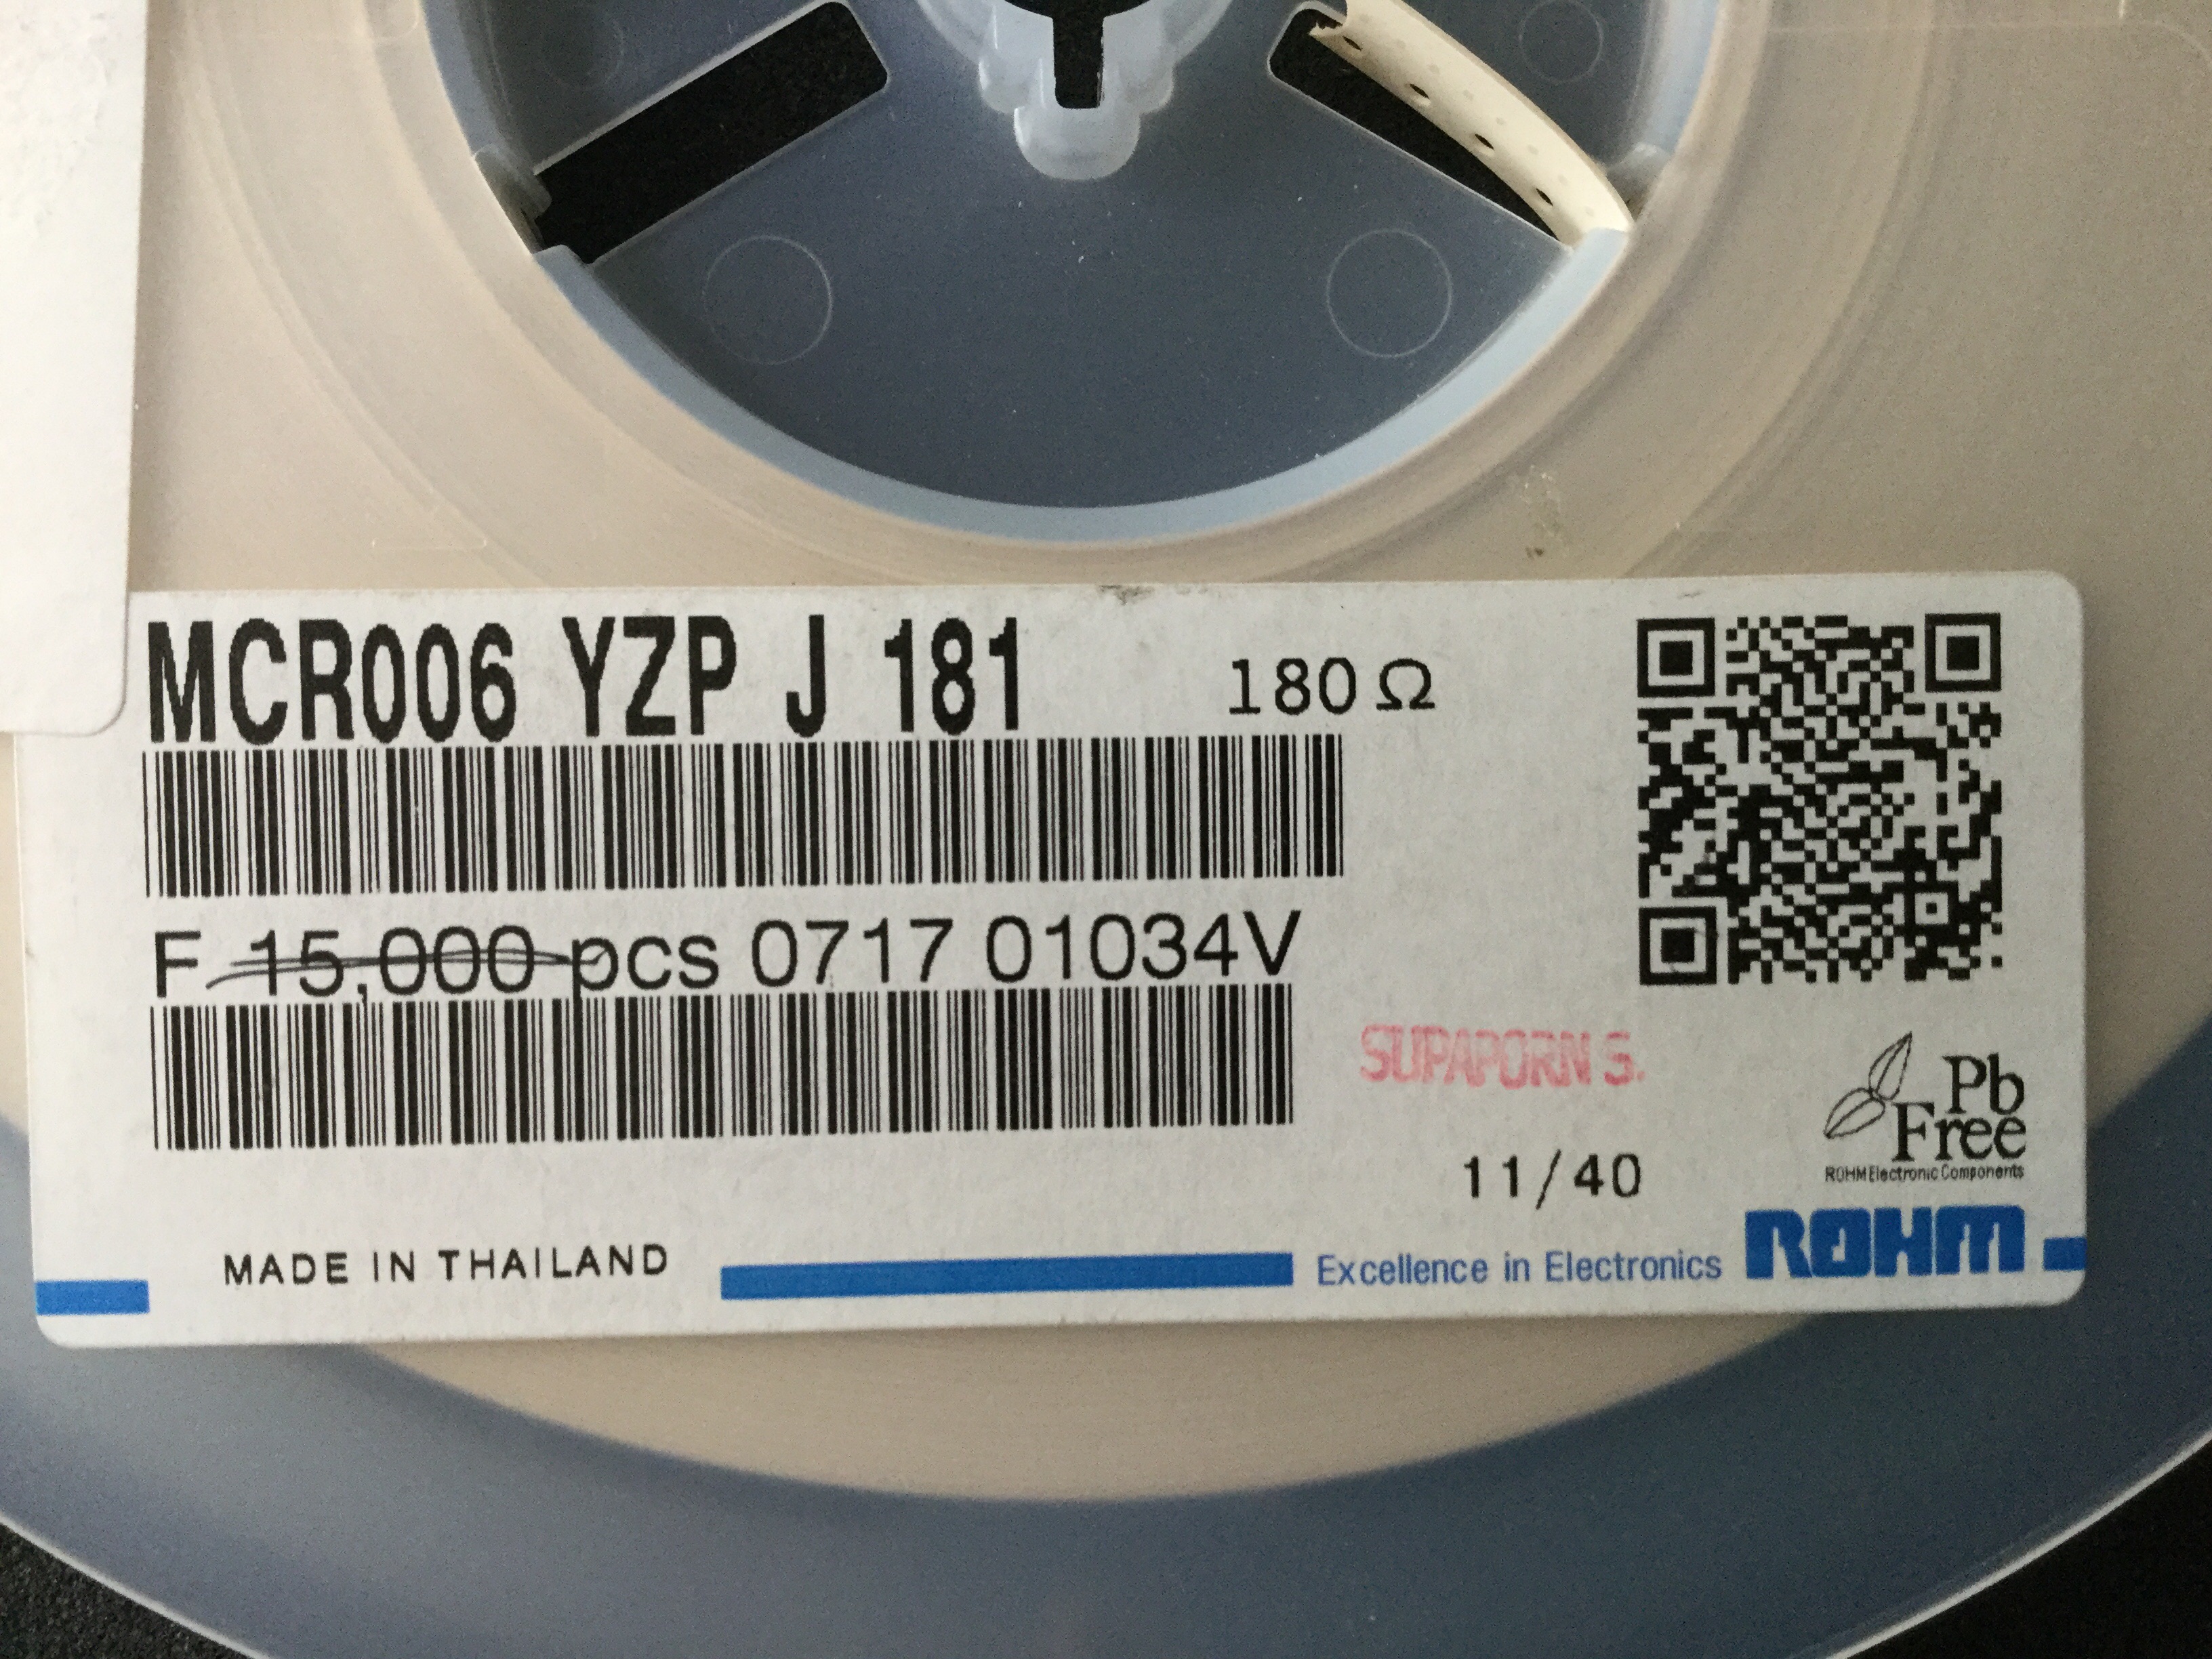 MCR006 YZP J 181 180 Ω
F 15,000 pcs 0717 01034V
SUPAPORN S.
Pb
Free
ROHM Electronic Components
11/40
MADE IN THAILAND Excellence in Electronics ROHM